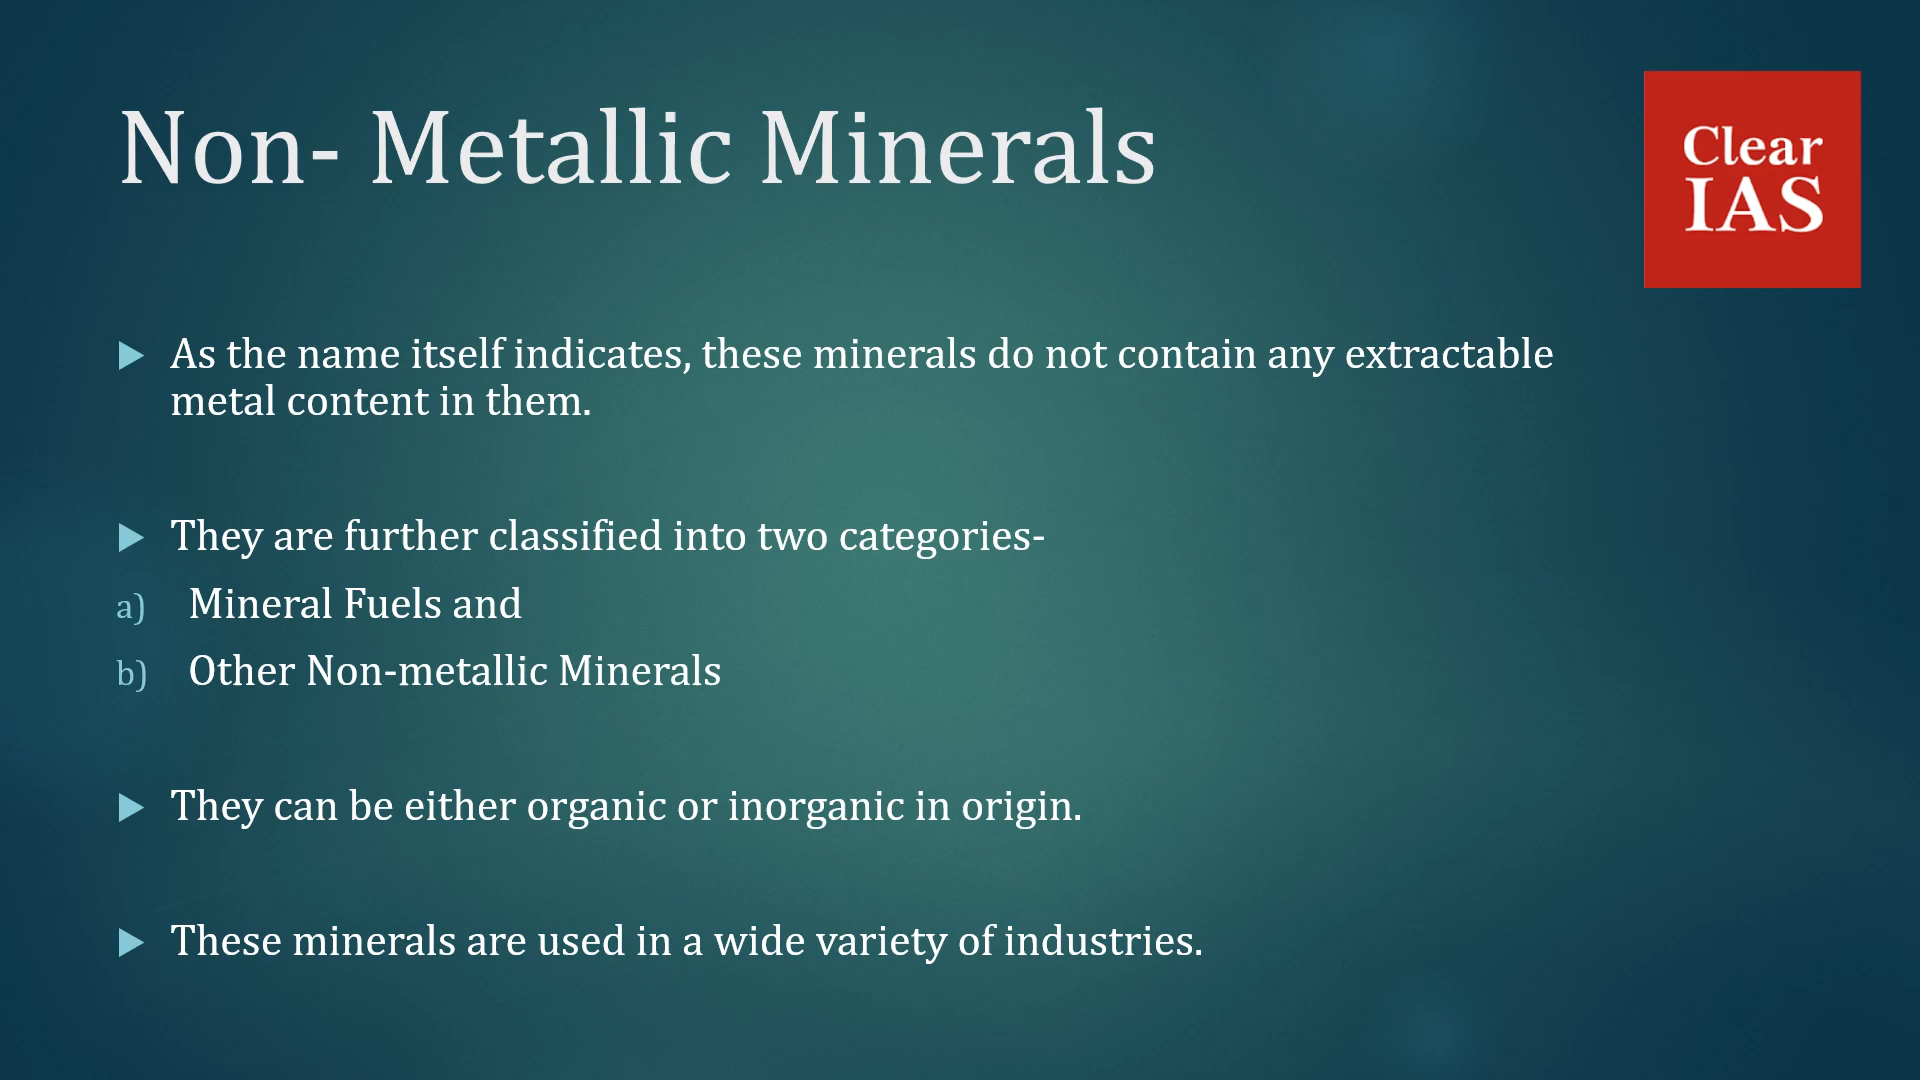 Non- Metallic Minerals
Clear
IAS
As the name itself indicates, these minerals do not contain any extractable
metal content in them.
They are further classified into two categories-
a) Mineral Fuels and
b) Other Non-metallic Minerals
They can be either organic or inorganic in origin.
These minerals are used in a wide variety of industries.